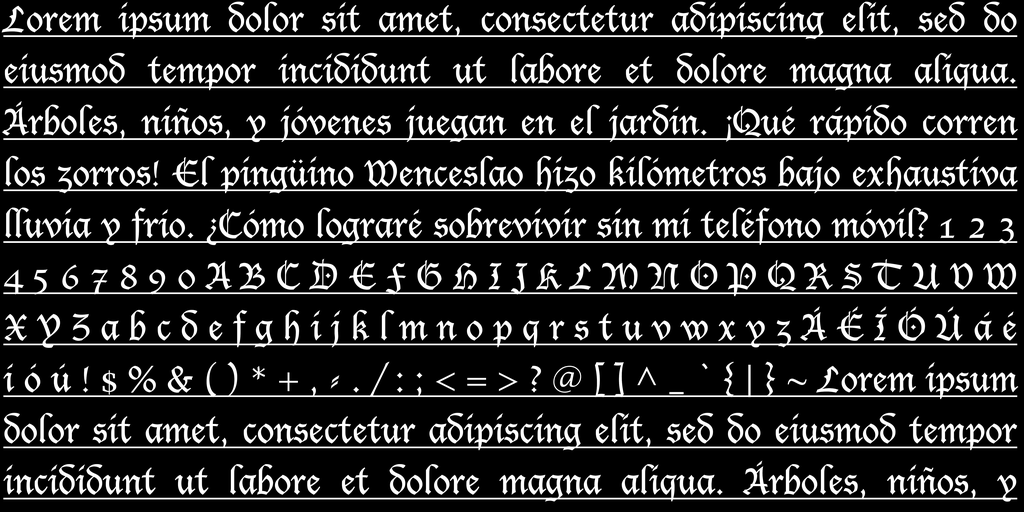 Lorem ipsum dolor sit amet, consectetur adipiscing elit, sed do
eiusmod tempor incididunt ut labore et dolore magna aliqua.
Árboles, niños, y jóvenes juegan en el jardín. ¡Qué rápido corren
los zorros! El pingüino Wenceslao hizo kilómetros bajo exhaustiva
lluvia y frío. ¿Cómo lograré sobrevivir sin mi teléfono móvil? 1 2 3
4 5 6 7 8 9 0 A B C D E F G H I J K L M N O P Q R S T U V W
X Y Z a b c d e f g h i j k l m n o p q r s t u v w x y z Á É Í Ó Ú á é
í ó ú ! $ % & ( ) * + , - . / : ; < = > ? @ [ ] ^ _ ` { | } ~ Lorem ipsum
dolor sit amet, consectetur adipiscing elit, sed do eiusmod tempor
incididunt ut labore et dolore magna aliqua. Árboles, niños, y